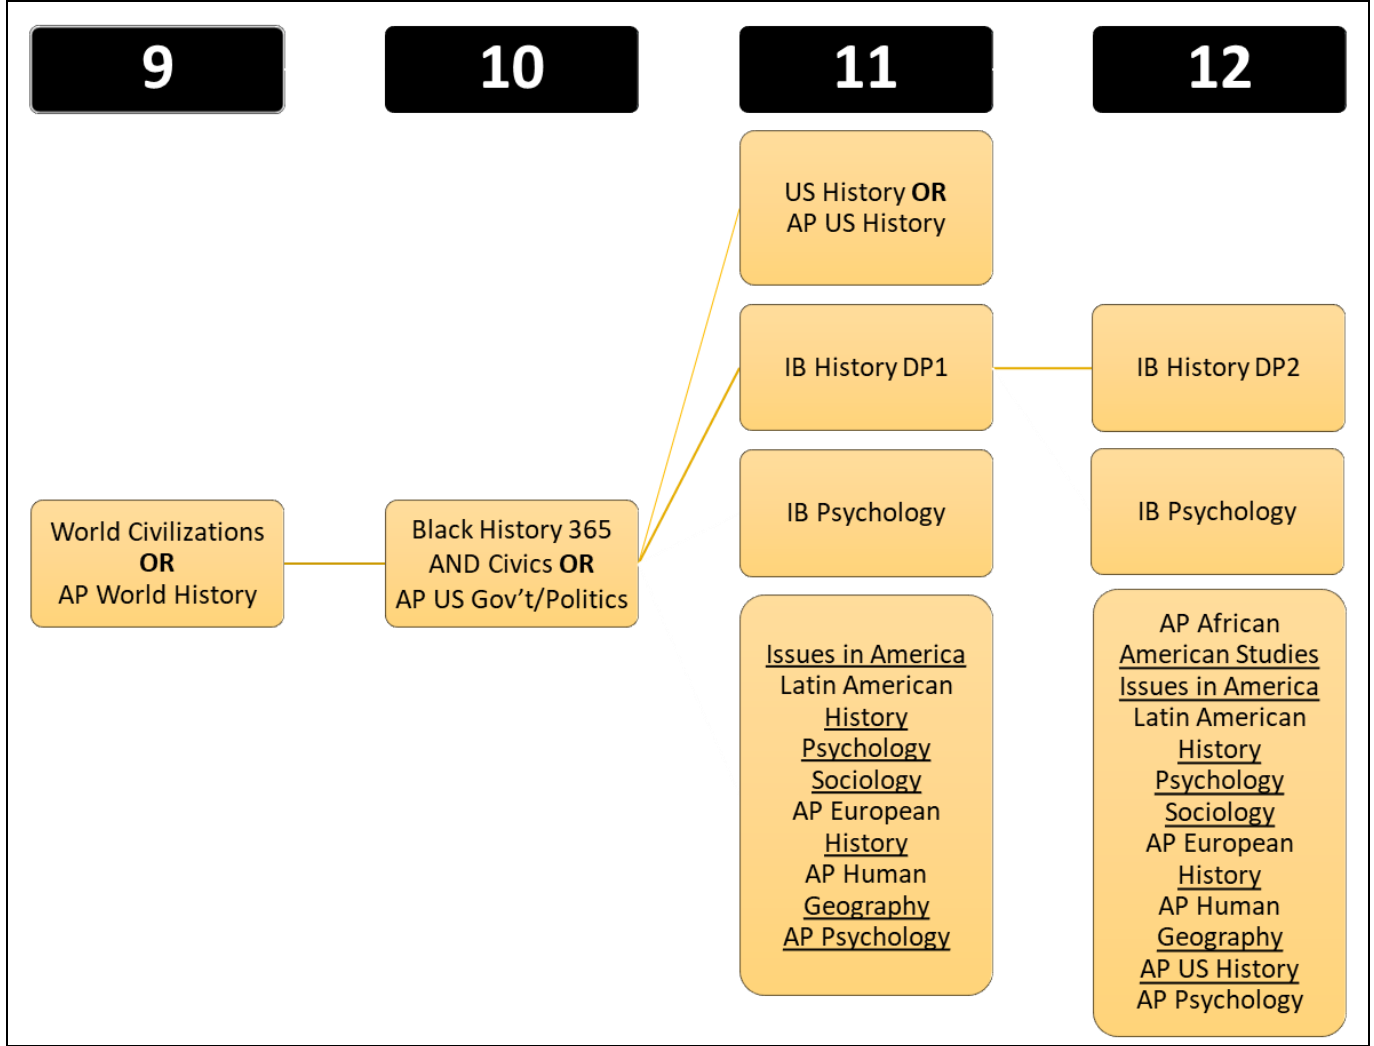 9
10
11
12
World Civilizations
OR
AP World History
Black History 365
AND Civics OR
AP US Gov't/Politics
US History OR
AP US History
IB History DP1
IB Psychology
Issues in America
Latin American
History
Psychology
Sociology
AP European
History
AP Human
Geography
AP Psychology
IB History DP2
IB Psychology
AP African
American Studies
Issues in America
Latin American
History
Psychology
Sociology
AP European
History
AP Human
Geography
AP US History
AP Psychology